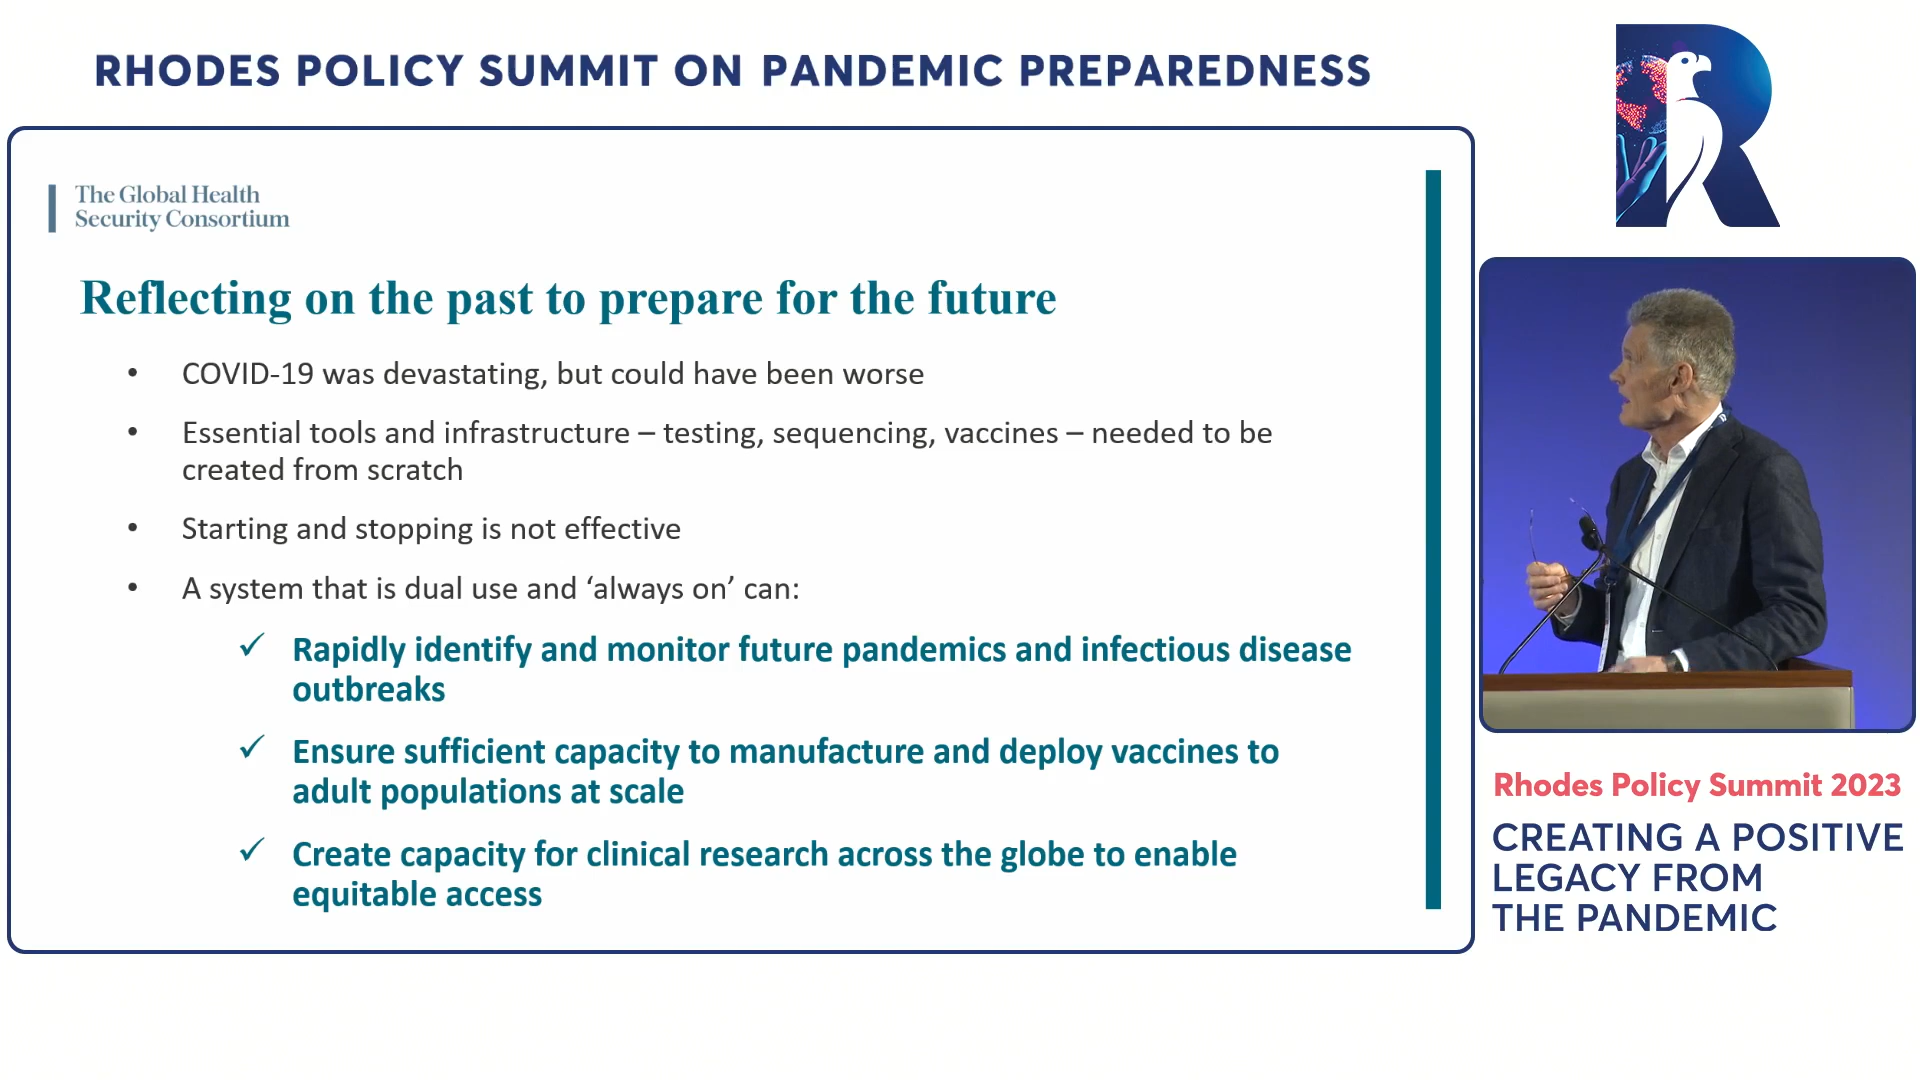 RHODES POLICY SUMMIT ON PANDEMIC PREPAREDNESS
The Global Health
Security Consortium
Reflecting on the past to prepare for the future
• COVID-19 was devastating, but could have been worse
• Essential tools and infrastructure – testing, sequencing, vaccines – needed to be
created from scratch
• Starting and stopping is not effective
• A system that is dual use and ‘always on’ can:
✓ Rapidly identify and monitor future pandemics and infectious disease
outbreaks
✓ Ensure sufficient capacity to manufacture and deploy vaccines to
adult populations at scale
✓ Create capacity for clinical research across the globe to enable
equitable access
R
Rhodes Policy Summit 2023
CREATING A POSITIVE
LEGACY FROM
THE PANDEMIC